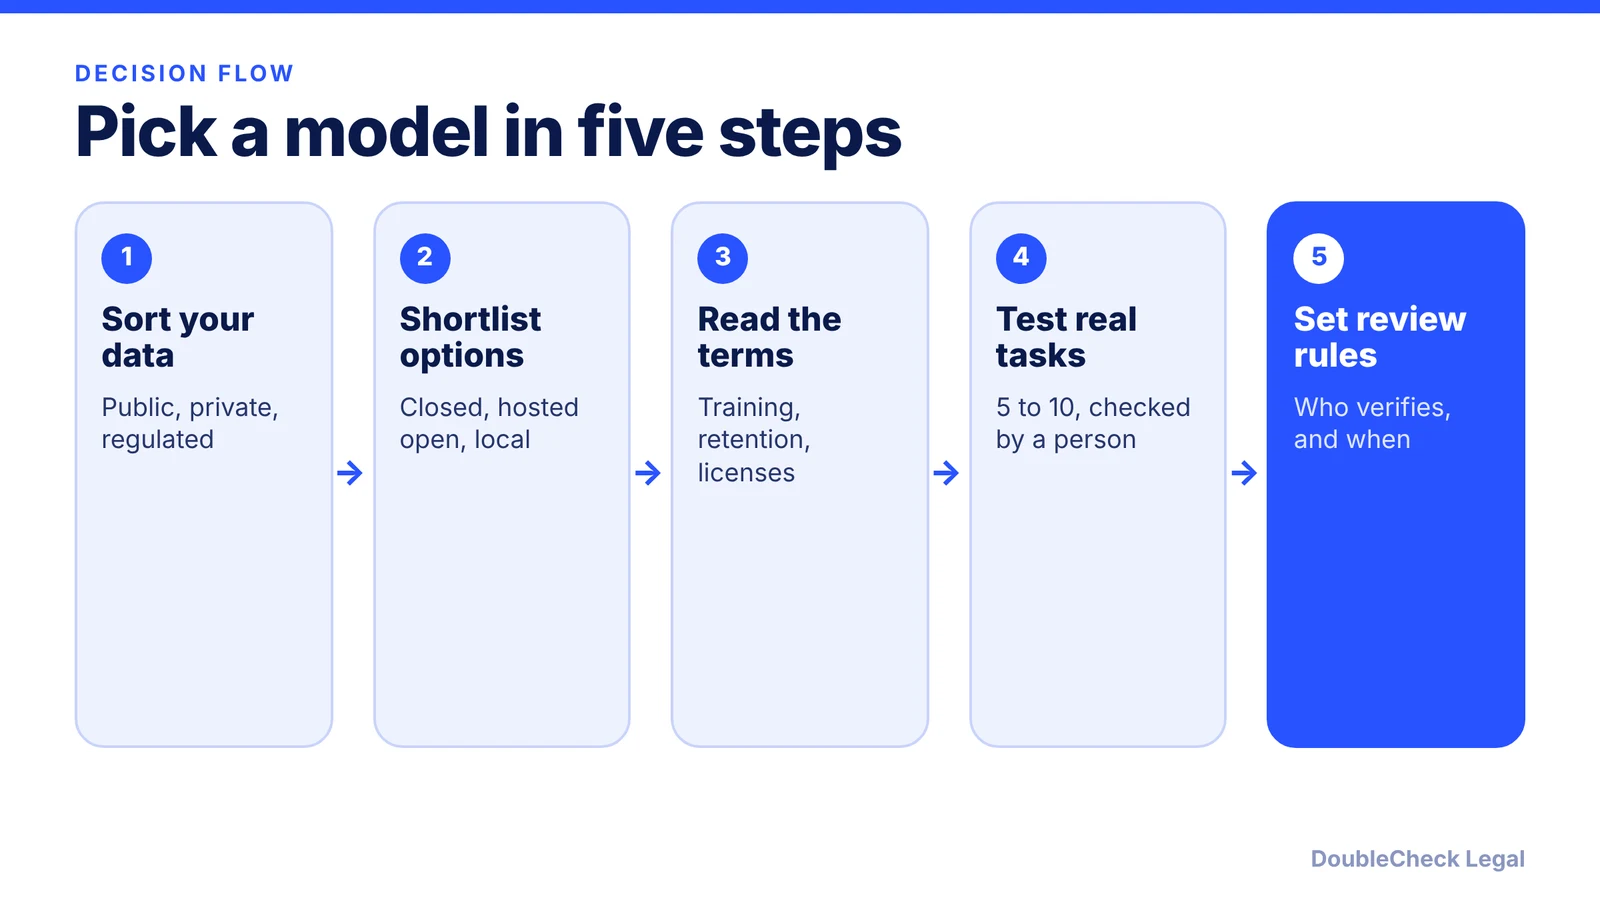 DECISION FLOW
Pick a model in five steps
1
Sort your
data
Public, private,
regulated
→
2
Shortlist
options
Closed, hosted
open, local
→
3
Read the
terms
Training,
retention,
licenses
→
4
Test real
tasks
5 to 10, checked
by a person
→
5
Set review
rules
Who verifies,
and when
DoubleCheck Legal